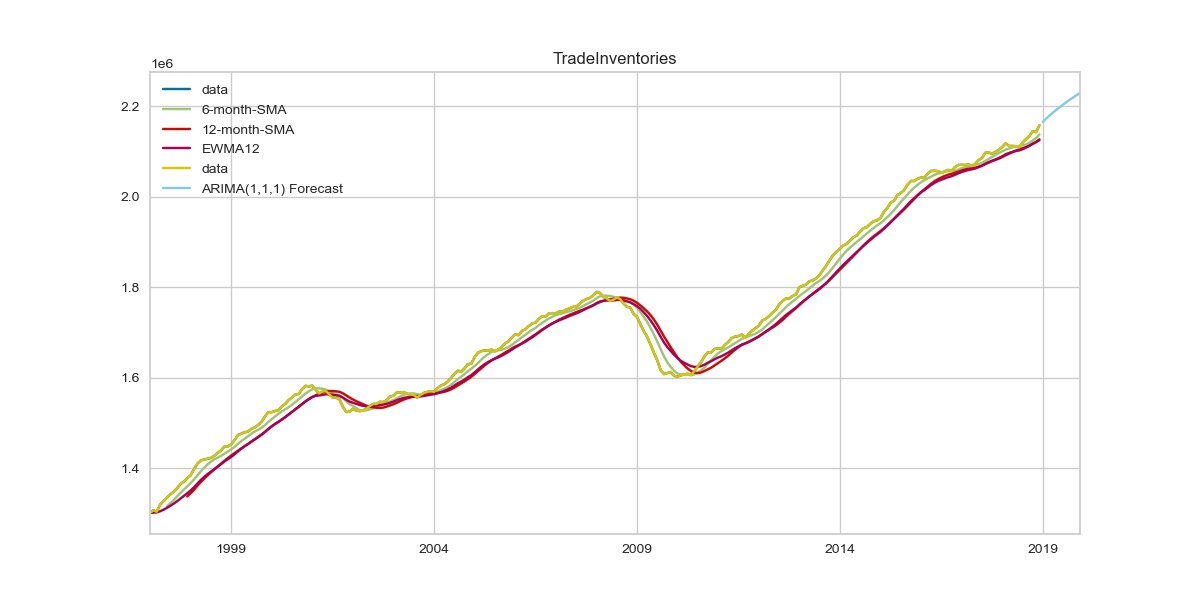 TradeInventories
1e6
data
6-month-SMA
12-month-SMA
EWMA12
data
ARIMA(1,1,1) Forecast
2.2
2.0
1.8
1.6
1.4
1999 2004 2009 2014 2019